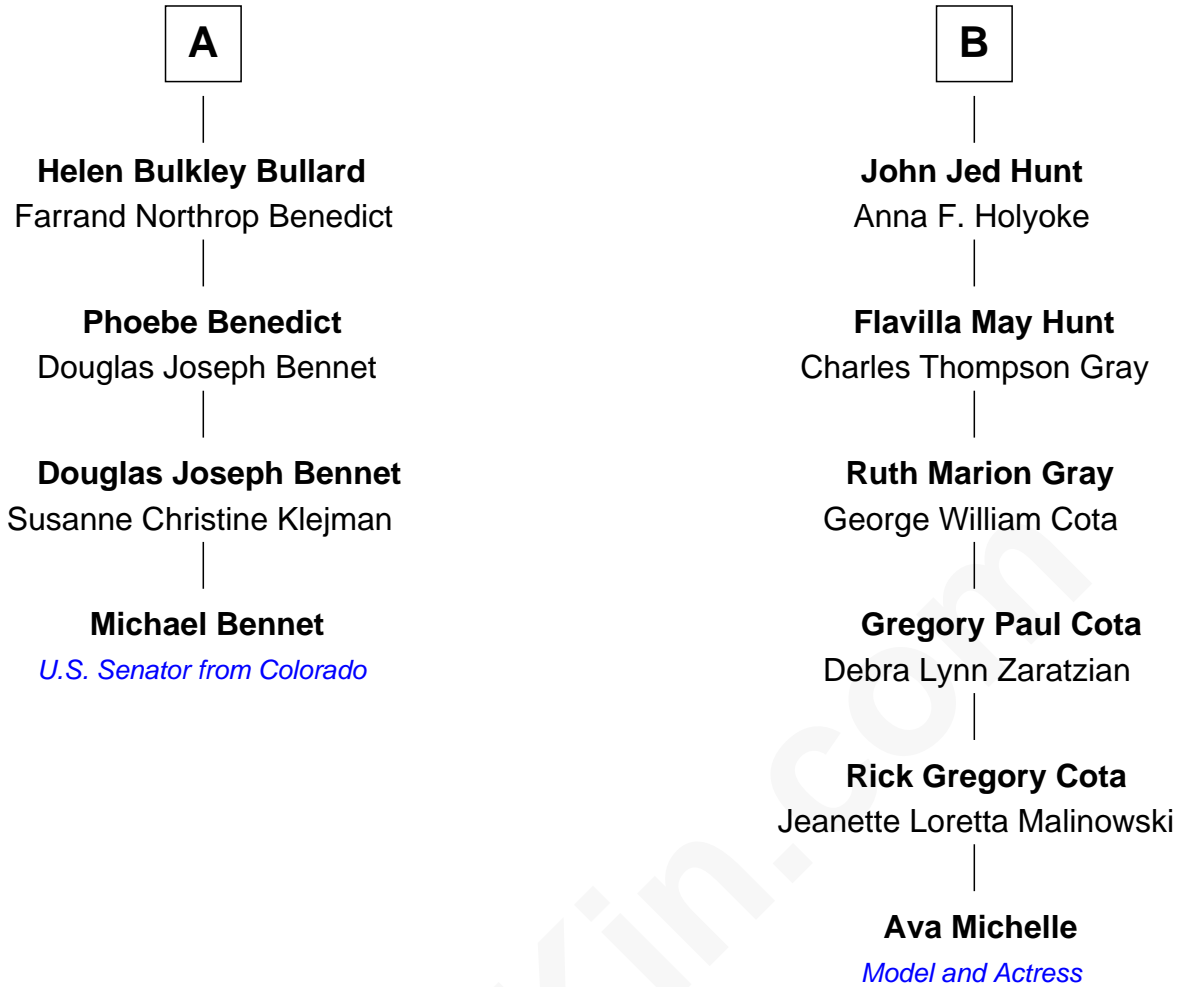 A
Helen Bulkley Bullard
Farrand Northrop Benedict
Phoebe Benedict
Douglas Joseph Bennet
Douglas Joseph Bennet
Susanne Christine Klejman
Michael Bennet
U.S. Senator from Colorado
B
John Jed Hunt
Anna F. Holyoke
Flavilla May Hunt
Charles Thompson Gray
Ruth Marion Gray
George William Cota
Gregory Paul Cota
Debra Lynn Zaratzian
Rick Gregory Cota
Jeanette Loretta Malinowski
Ava Michelle
Model and Actress
Kin.com